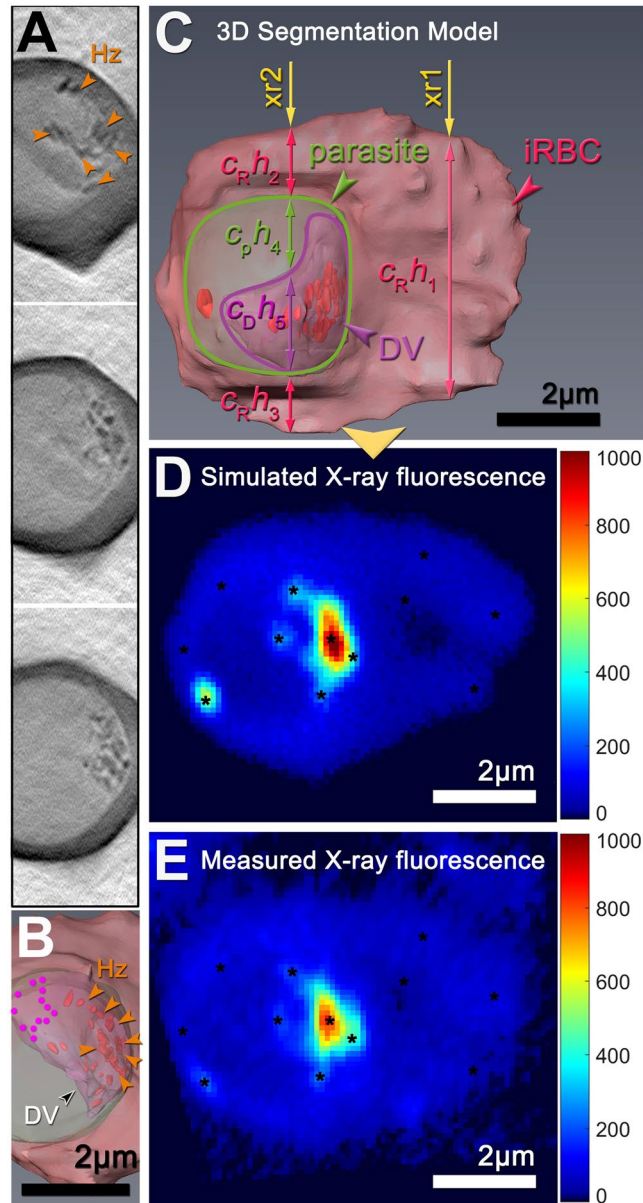 A
Hz
B
Hz
DV
2μm
C 3D Segmentation Model
xr2
xr1
parasite
iRBC
cRh2
cph4
cRh1
cDh5
DV
cRh3
2μm
D Simulated X-ray fluorescence
1000
800
600
400
200
0
2μm
E Measured X-ray fluorescence
1000
800
600
400
200
0
2μm